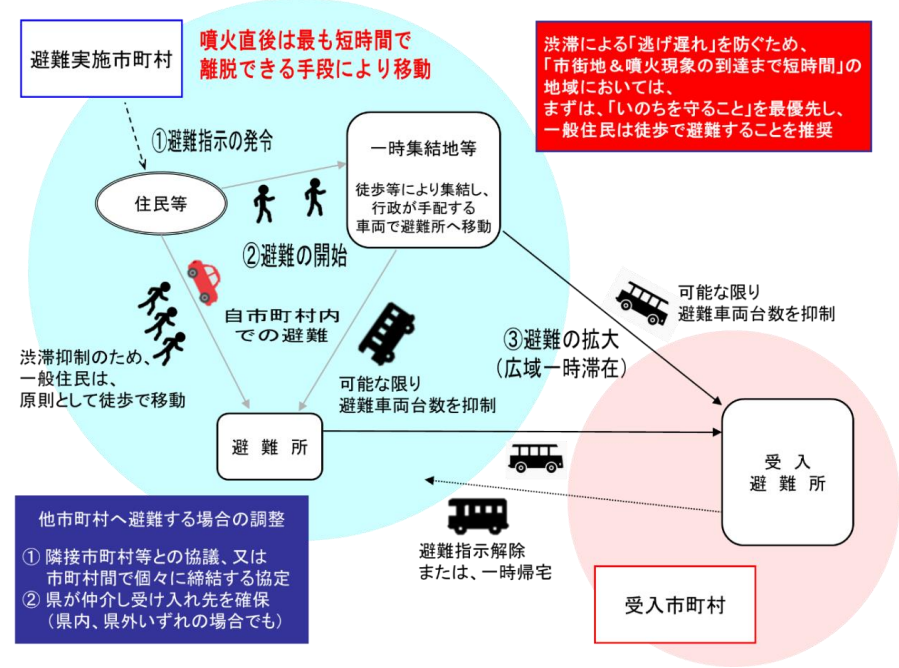 避難実施市町村
噴火直後は最も短時間で
離脱できる手段により移動
渋滞による「逃げ遅れ」を防ぐため、
「市街地＆噴火現象の到達まで短時間」の
地域においては、
まずは、「いのちを守ること」を最優先し、
一般住民は徒歩で避難することを推奨
①避難指示の発令
一時集結地等
徒歩等により集結し、
行政が手配する
車両で避難所へ移動
住民等
②避難の開始
自市町村内
での避難
可能な限り
避難車両台数を抑制
③避難の拡大
（広域一時滞在）
渋滞抑制のため、
一般住民は、
原則として徒歩で移動
可能な限り
避難車両台数を抑制
避難所
受入
避難所
他市町村へ避難する場合の調整
① 隣接市町村等との協議、又は
市町村間で個々に締結する協定
② 県が仲介し受け入れ先を確保
（県内、県外いずれの場合でも）
避難指示解除
または、一時帰宅
受入市町村